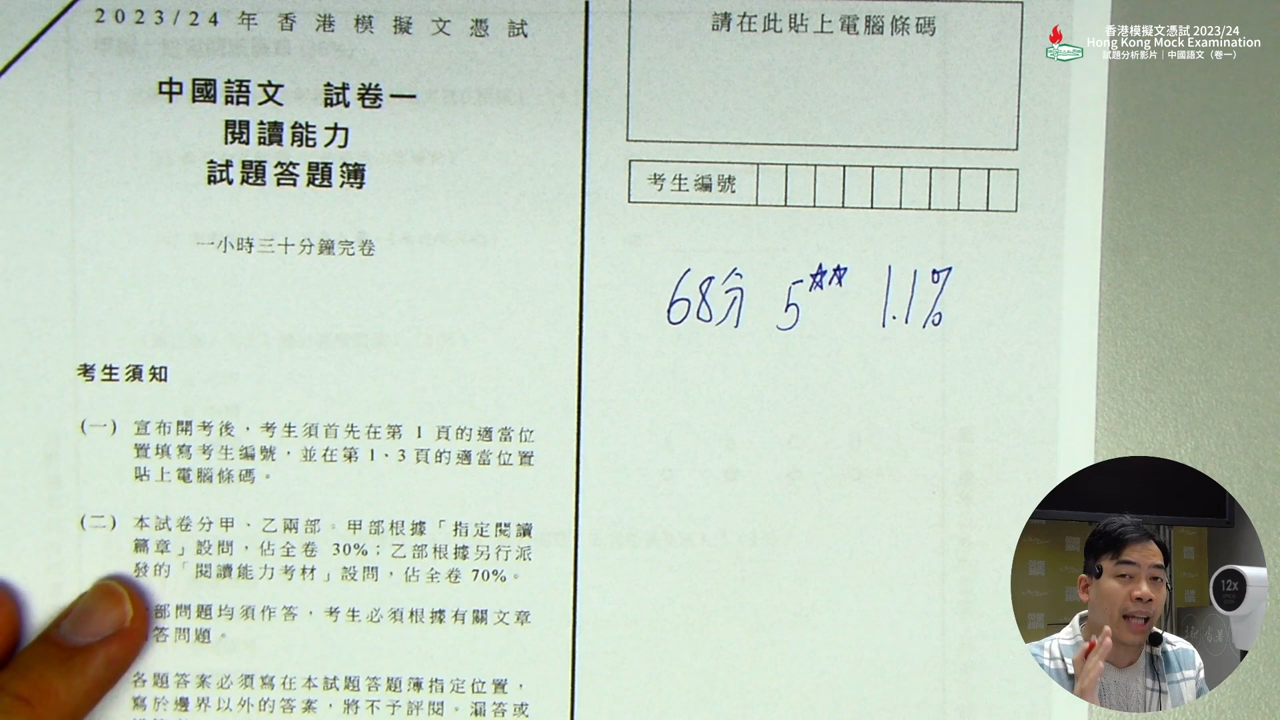 2023/24 年香港模擬文憑試
中國語文 試卷一
閱讀能力
試題答題簿
一小時三十分鐘完卷
考生須知
(一) 宣布開考後，考生須首先在第 1 頁的適當位
置填寫考生編號，並在第 1、3 頁的適當位置
貼上電腦條碼。
(二) 本試卷分甲、乙兩部。甲部根據「指定閱讀
篇章」設問，佔全卷 30%；乙部根據另行派
發的「閱讀能力考材」設問，佔全卷 70%。
部問題均須作答，考生必須根據有關文章
答問題。
各題答案必須寫在本試題答題簿指定位置，
寫於邊界以外的答案，將不予評閱。漏答或
請在此貼上電腦條碼
考生編號
68分 5** 1.1%
香港模擬文憑試 2023/24
Hong Kong Mock Examination
試題分析影片｜中國語文（卷一）
12x